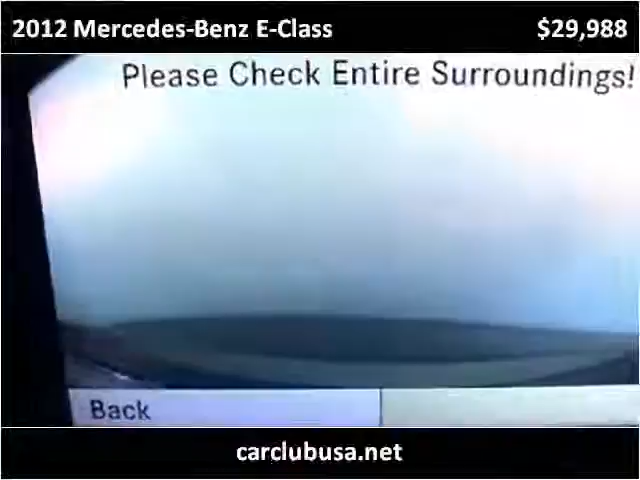 2012 Mercedes-Benz E-Class $29,988
Please Check Entire Surroundings!
Back
carclubusa.net